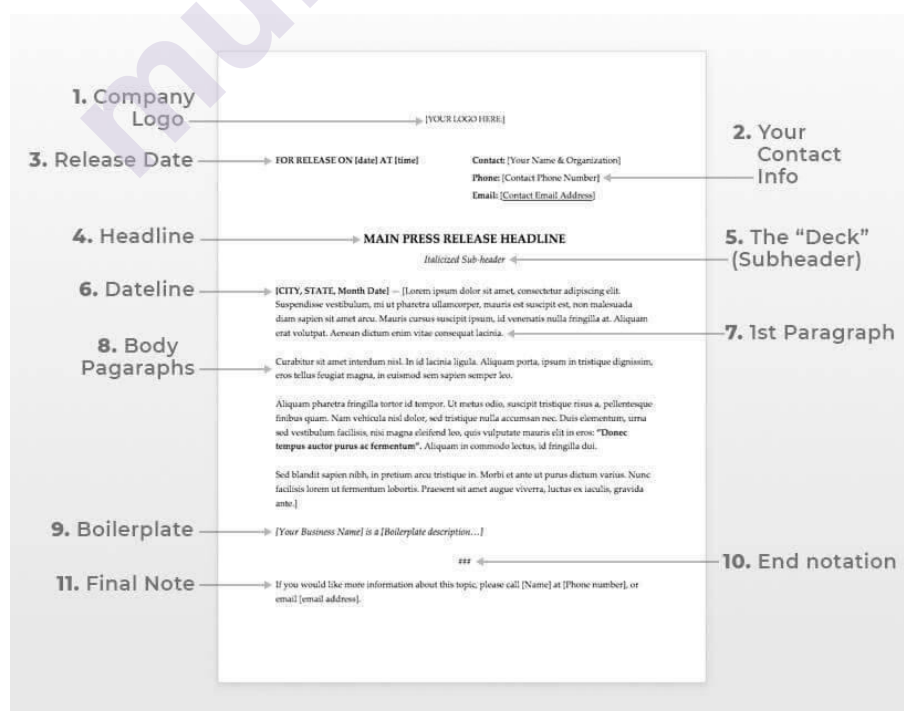 1. Company
Logo
[YOUR LOGO HERE:]
2. Your
Contact
Info
3. Release Date
FOR RELEASE ON [date] AT [time]
Contact: [Your Name & Organization]
Phone: [Contact Phone Number]
Email: [Contact Email Address]
4. Headline
MAIN PRESS RELEASE HEADLINE
5. The “Deck”
(Subheader)
Italicized Sub-header
6. Dateline
[CITY, STATE, Month Date] — [Lorem ipsum dolor sit amet, consectetur adipiscing elit.
Suspendisse vestibulum, mi ut pharetra ullamcorper, mauris est suscipit est, non malesuada
diam sapien sit amet arcu. Mauris cursus suscipit ipsum, id venenatis nulla fringilla at. Aliquam
erat volutpat. Aenean dictum enim vitae consequat lacinia.
7. 1st Paragraph
8. Body
Pagaraphs
Curabitur sit amet interdum nisl. In id lacinia ligula. Aliquam porta, ipsum in tristique dignissim,
eros tellus feugiat magna, in euismod sem sapien semper leo.
Aliquam pharetra fringilla tortor id tempor. Ut metus odio, suscipit tristique risus a, pellentesque
finibus quam. Nam vehicula nisl dolor, sed tristique nulla accumsan nec. Duis elementum, urna
sed vestibulum facilisis, nisi magna eleifend leo, quis vulputate mauris elit in eros: “Donec
tempus auctor purus ac fermentum”. Aliquam in commodo lectus, id fringilla dui.
Sed blandit sapien nibh, in pretium arcu tristique in. Morbi et ante ut purus dictum varius. Nunc
facilisis lorem ut fermentum lobortis. Praesent sit amet augue viverra, luctus ex iaculis, gravida
ante.]
9. Boilerplate
[Your Business Name] is a [Boilerplate description…]
###
10. End notation
11. Final Note
If you would like more information about this topic, please call [Name] at [Phone number], or
email [email address].